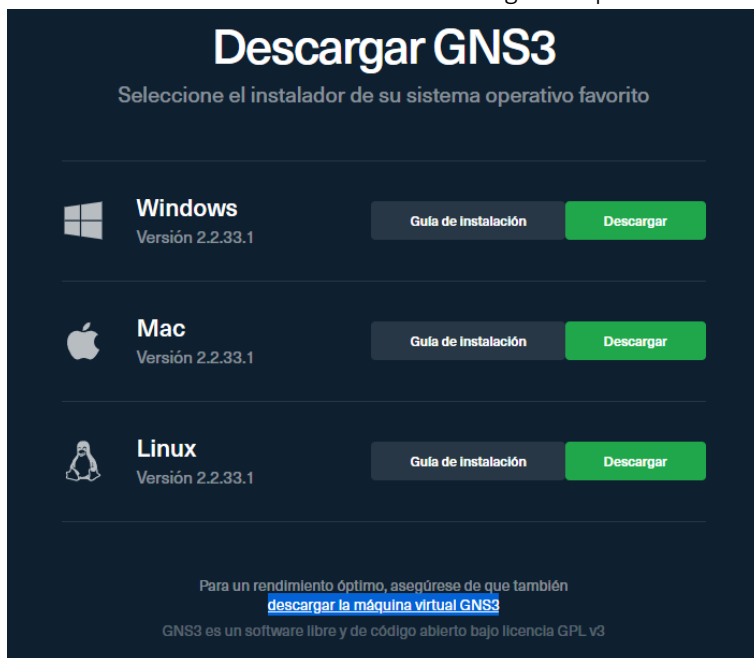 Descargar GNS3
Seleccione el instalador de su sistema operativo favorito
Windows
Versión 2.2.33.1
Guía de instalación
Descargar
Mac
Versión 2.2.33.1
Guía de instalación
Descargar
Linux
Versión 2.2.33.1
Guía de instalación
Descargar
Para un rendimiento óptimo, asegúrese de que también
descargar la máquina virtual GNS3
GNS3 es un software libre y de código abierto bajo licencia GPL v3